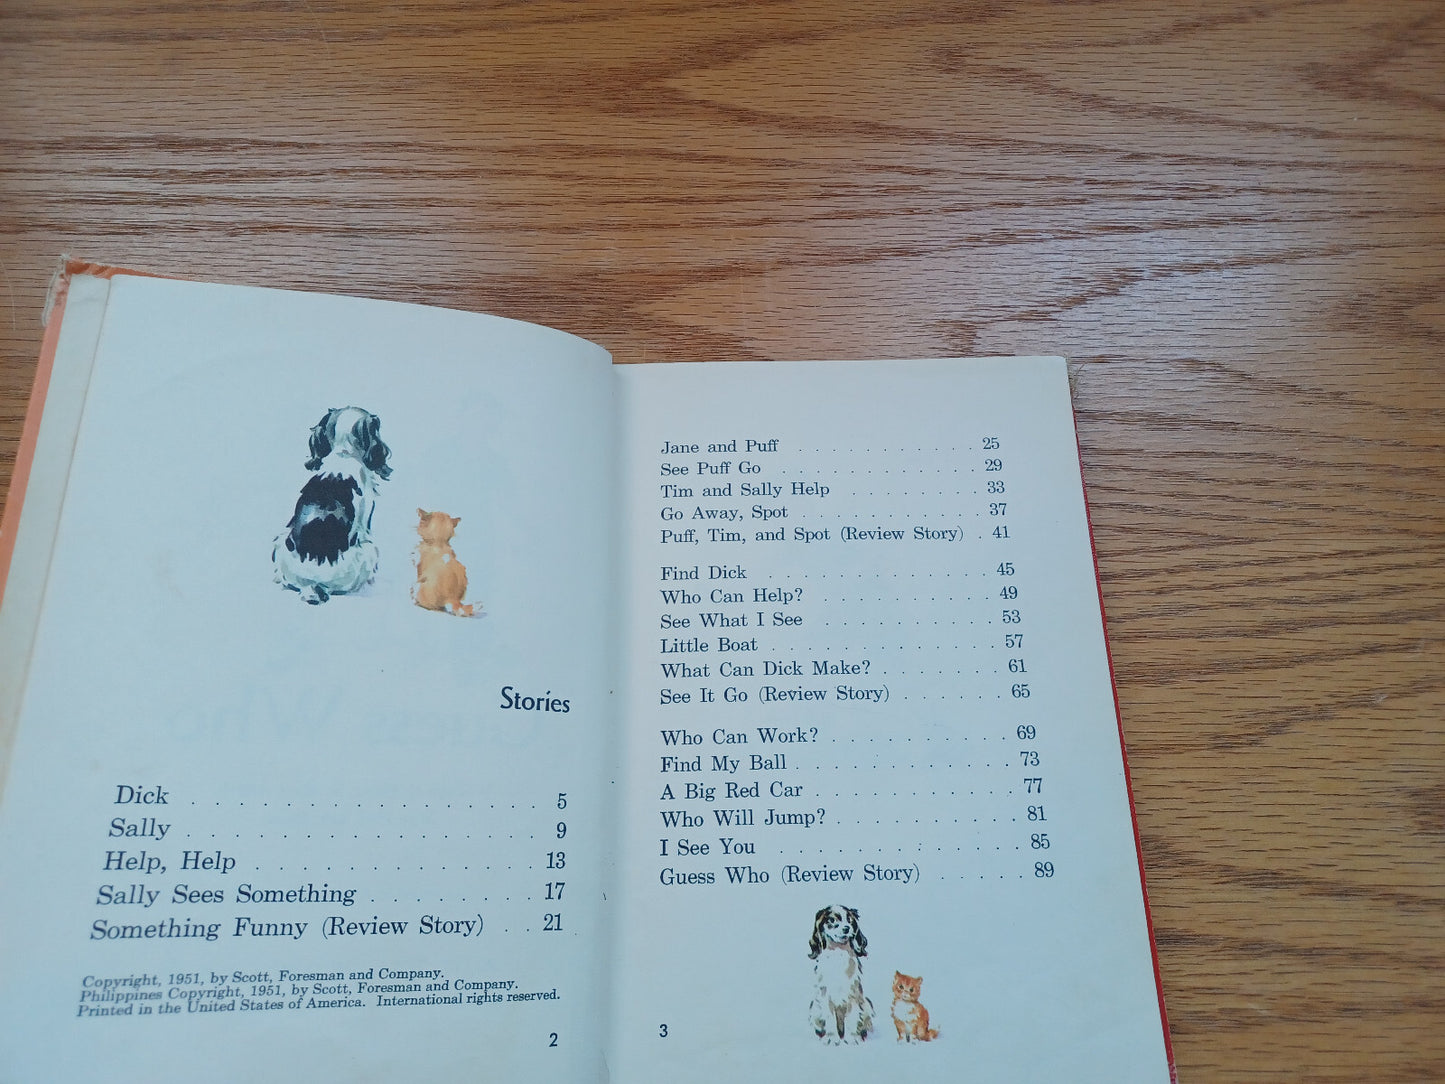 Stories
Dick . . . . . . . . . . . . . . . . . . . 5
Sally . . . . . . . . . . . . . . . . . . . . 9
Help, Help . . . . . . . . . . . . . . . 13
Sally Sees Something . . . . . . . . 17
Something Funny (Review Story) . . 21
Copyright, 1951, by Scott, Foresman and Company.
Philippines Copyright, 1951, by Scott, Foresman and Company.
Printed in the United States of America. International rights reserved.
2
Jane and Puff . . . . . . . . . . . 25
See Puff Go . . . . . . . . . . . . 29
Tim and Sally Help . . . . . . . . 33
Go Away, Spot . . . . . . . . . . . 37
Puff, Tim, and Spot (Review Story) . 41
Find Dick . . . . . . . . . . . . . 45
Who Can Help? . . . . . . . . . . 49
See What I See . . . . . . . . . . 53
Little Boat . . . . . . . . . . . . . 57
What Can Dick Make? . . . . . . . 61
See It Go (Review Story) . . . . . . 65
Who Can Work? . . . . . . . . . . 69
Find My Ball . . . . . . . . . . . . 73
A Big Red Car . . . . . . . . . . . 77
Who Will Jump? . . . . . . . . . . 81
I See You . . . . . . . . . . . . . 85
Guess Who (Review Story) . . . . . 89
3